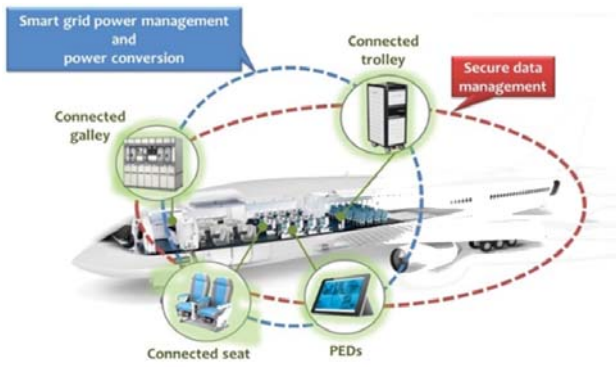 Smart grid power management
and
power conversion
Connected
trolley
Secure data
management
Connected
galley
Connected seat
PEDs